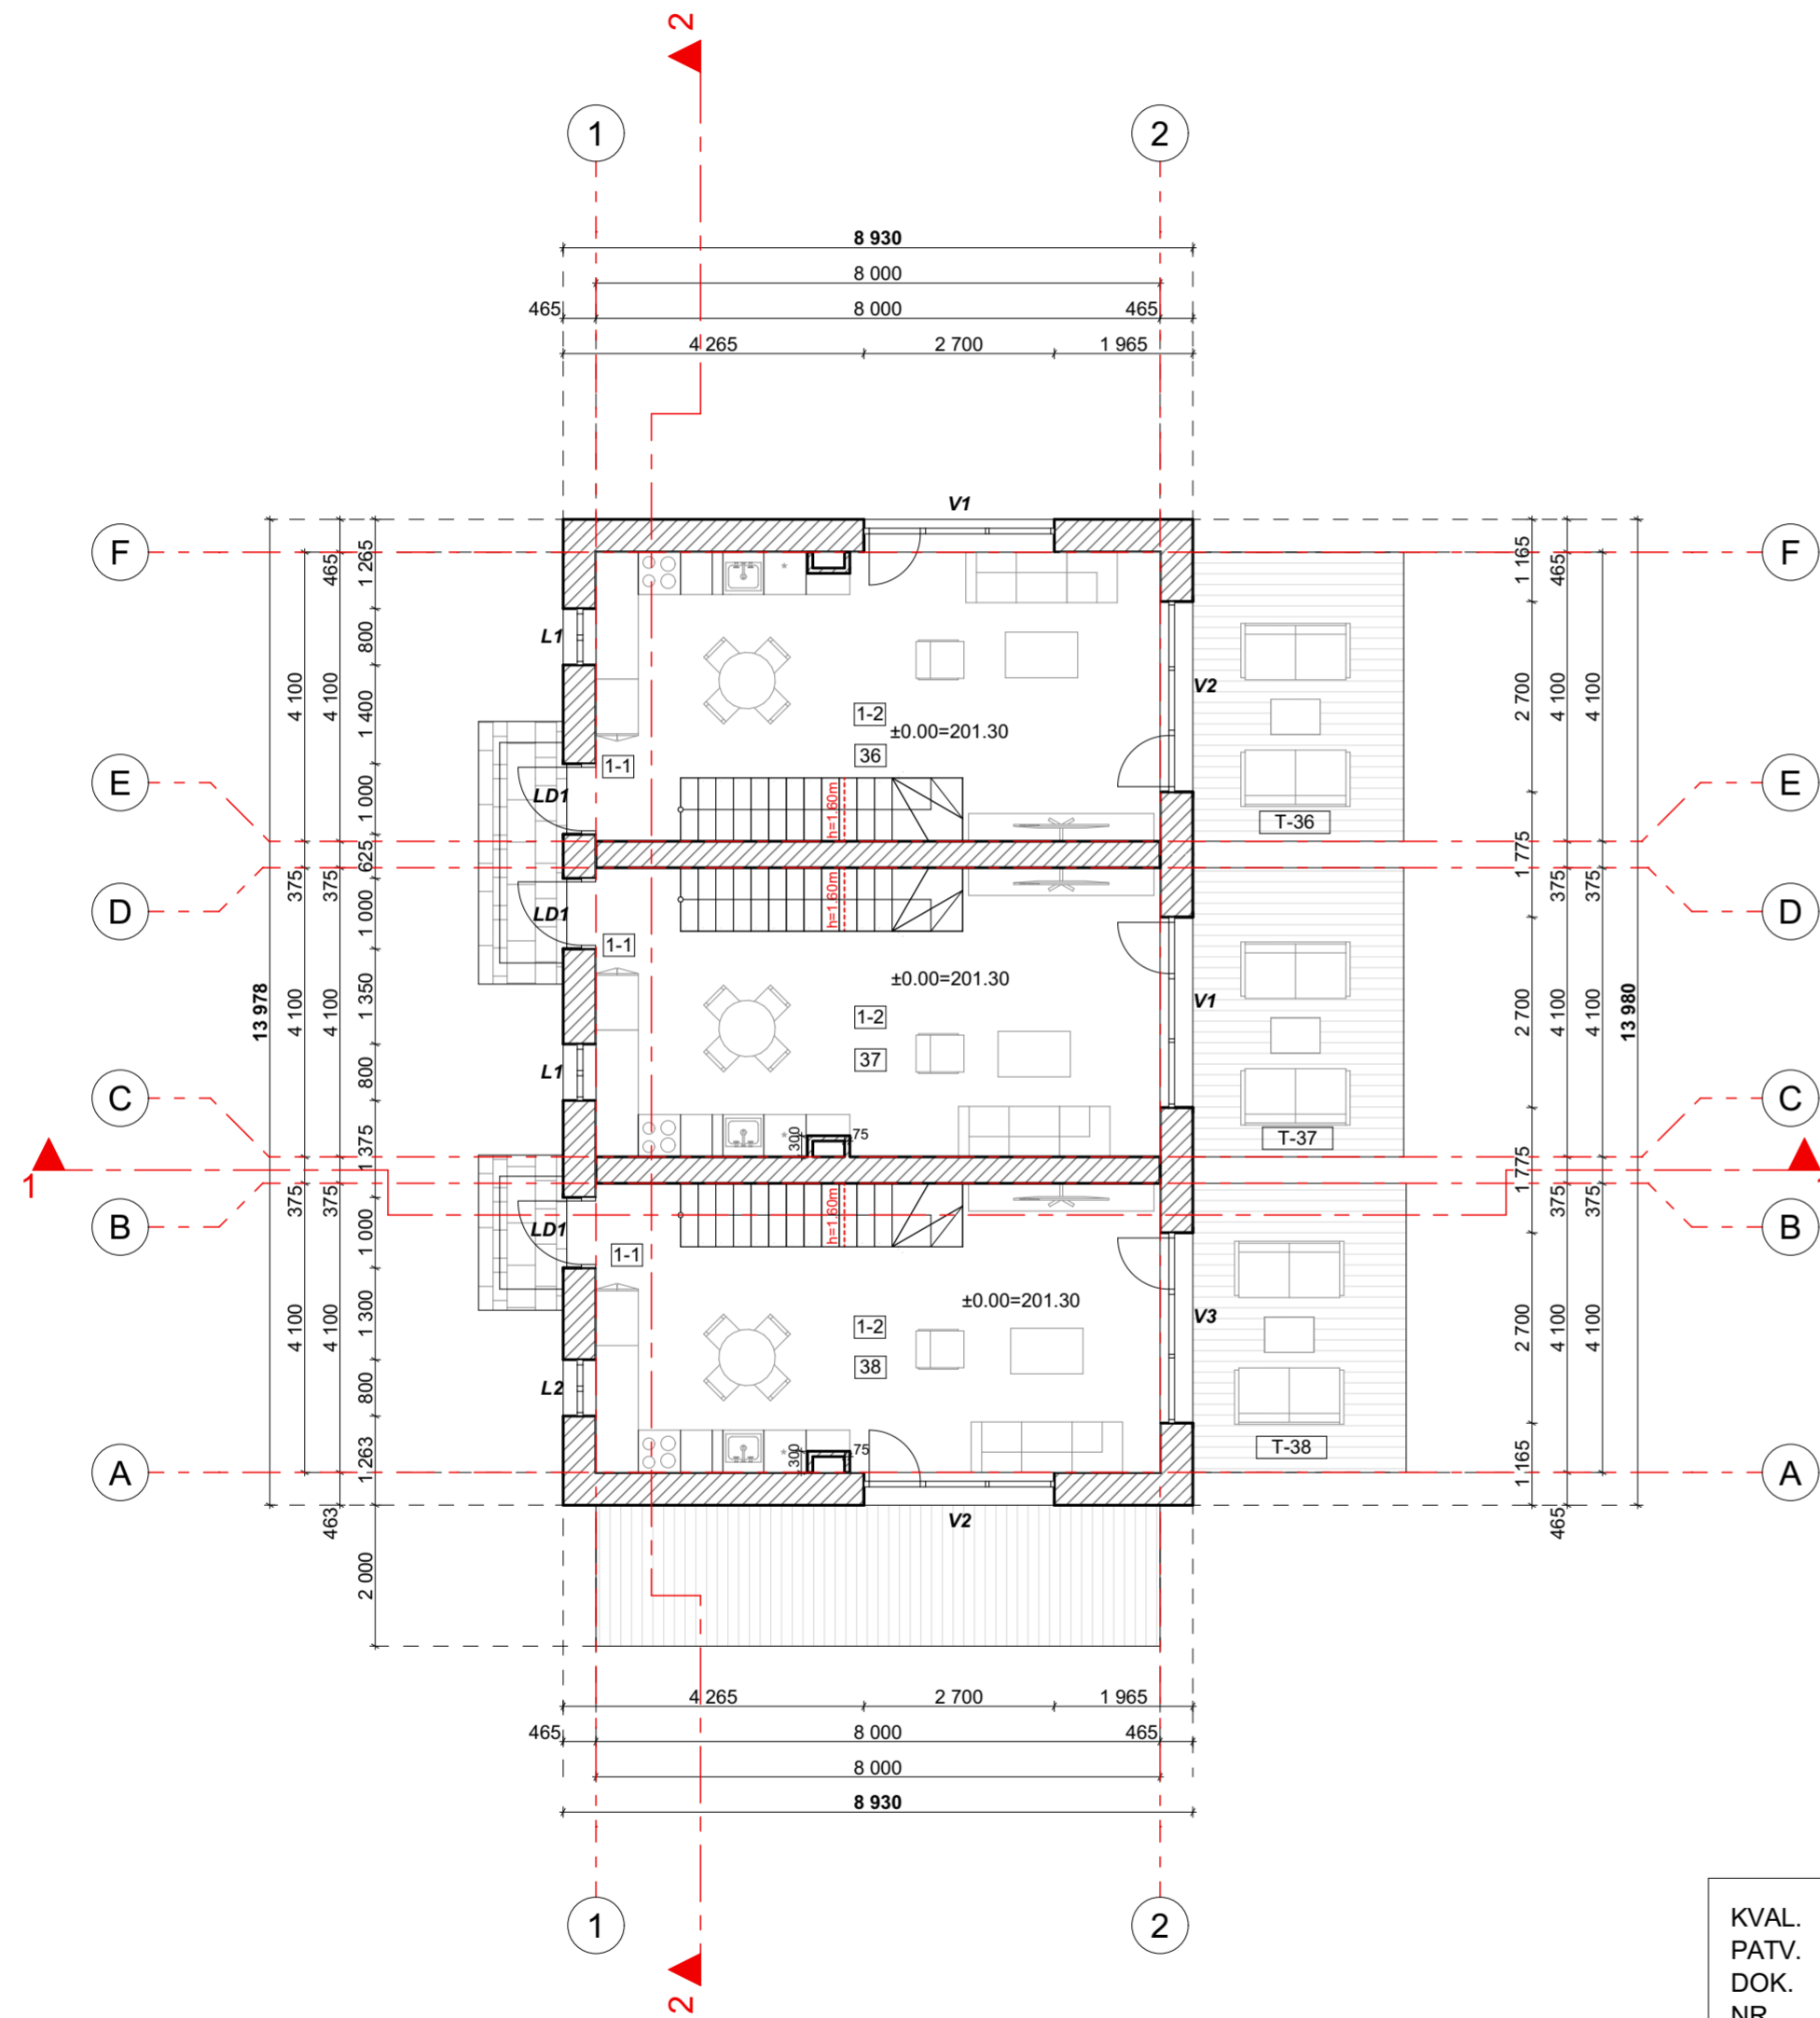 2
1
2
8 930
8 000
465 8 000 465
4 265 2 700 1 965
V1
F
F
465
1 265
1 165
465
L1
800
4 100
4 100
1 400
V2
2 700
4 100
4 100
1-2
±0.00=201.30
36
1-1
E
E
LD1
1 000
h=1.60m
T-36
625
1 775
375
375
375
375
h=1.60m
D
D
LD1
1 000
1-1
±0.00=201.30
13 978
4 100
4 100
1 350
1-2
V1
2 700
4 100
4 100
13 980
37
L1
800
C
C
300
75
T-37
1 375
1
1 775
375
375
375
375
h=1.60m
B
B
LD1
1 000
1-1
±0.00=201.30
4 100
4 100
1 300
1-2
V3
2 700
4 100
4 100
38
L2
800
300
75
T-38
A
A
1 263
1 165
463
465
V2
2 000
4 265 2 700 1 965
465 8 000 465
8 000
8 930
1
2
2
KVAL.
PATV.
DOK.
NR.